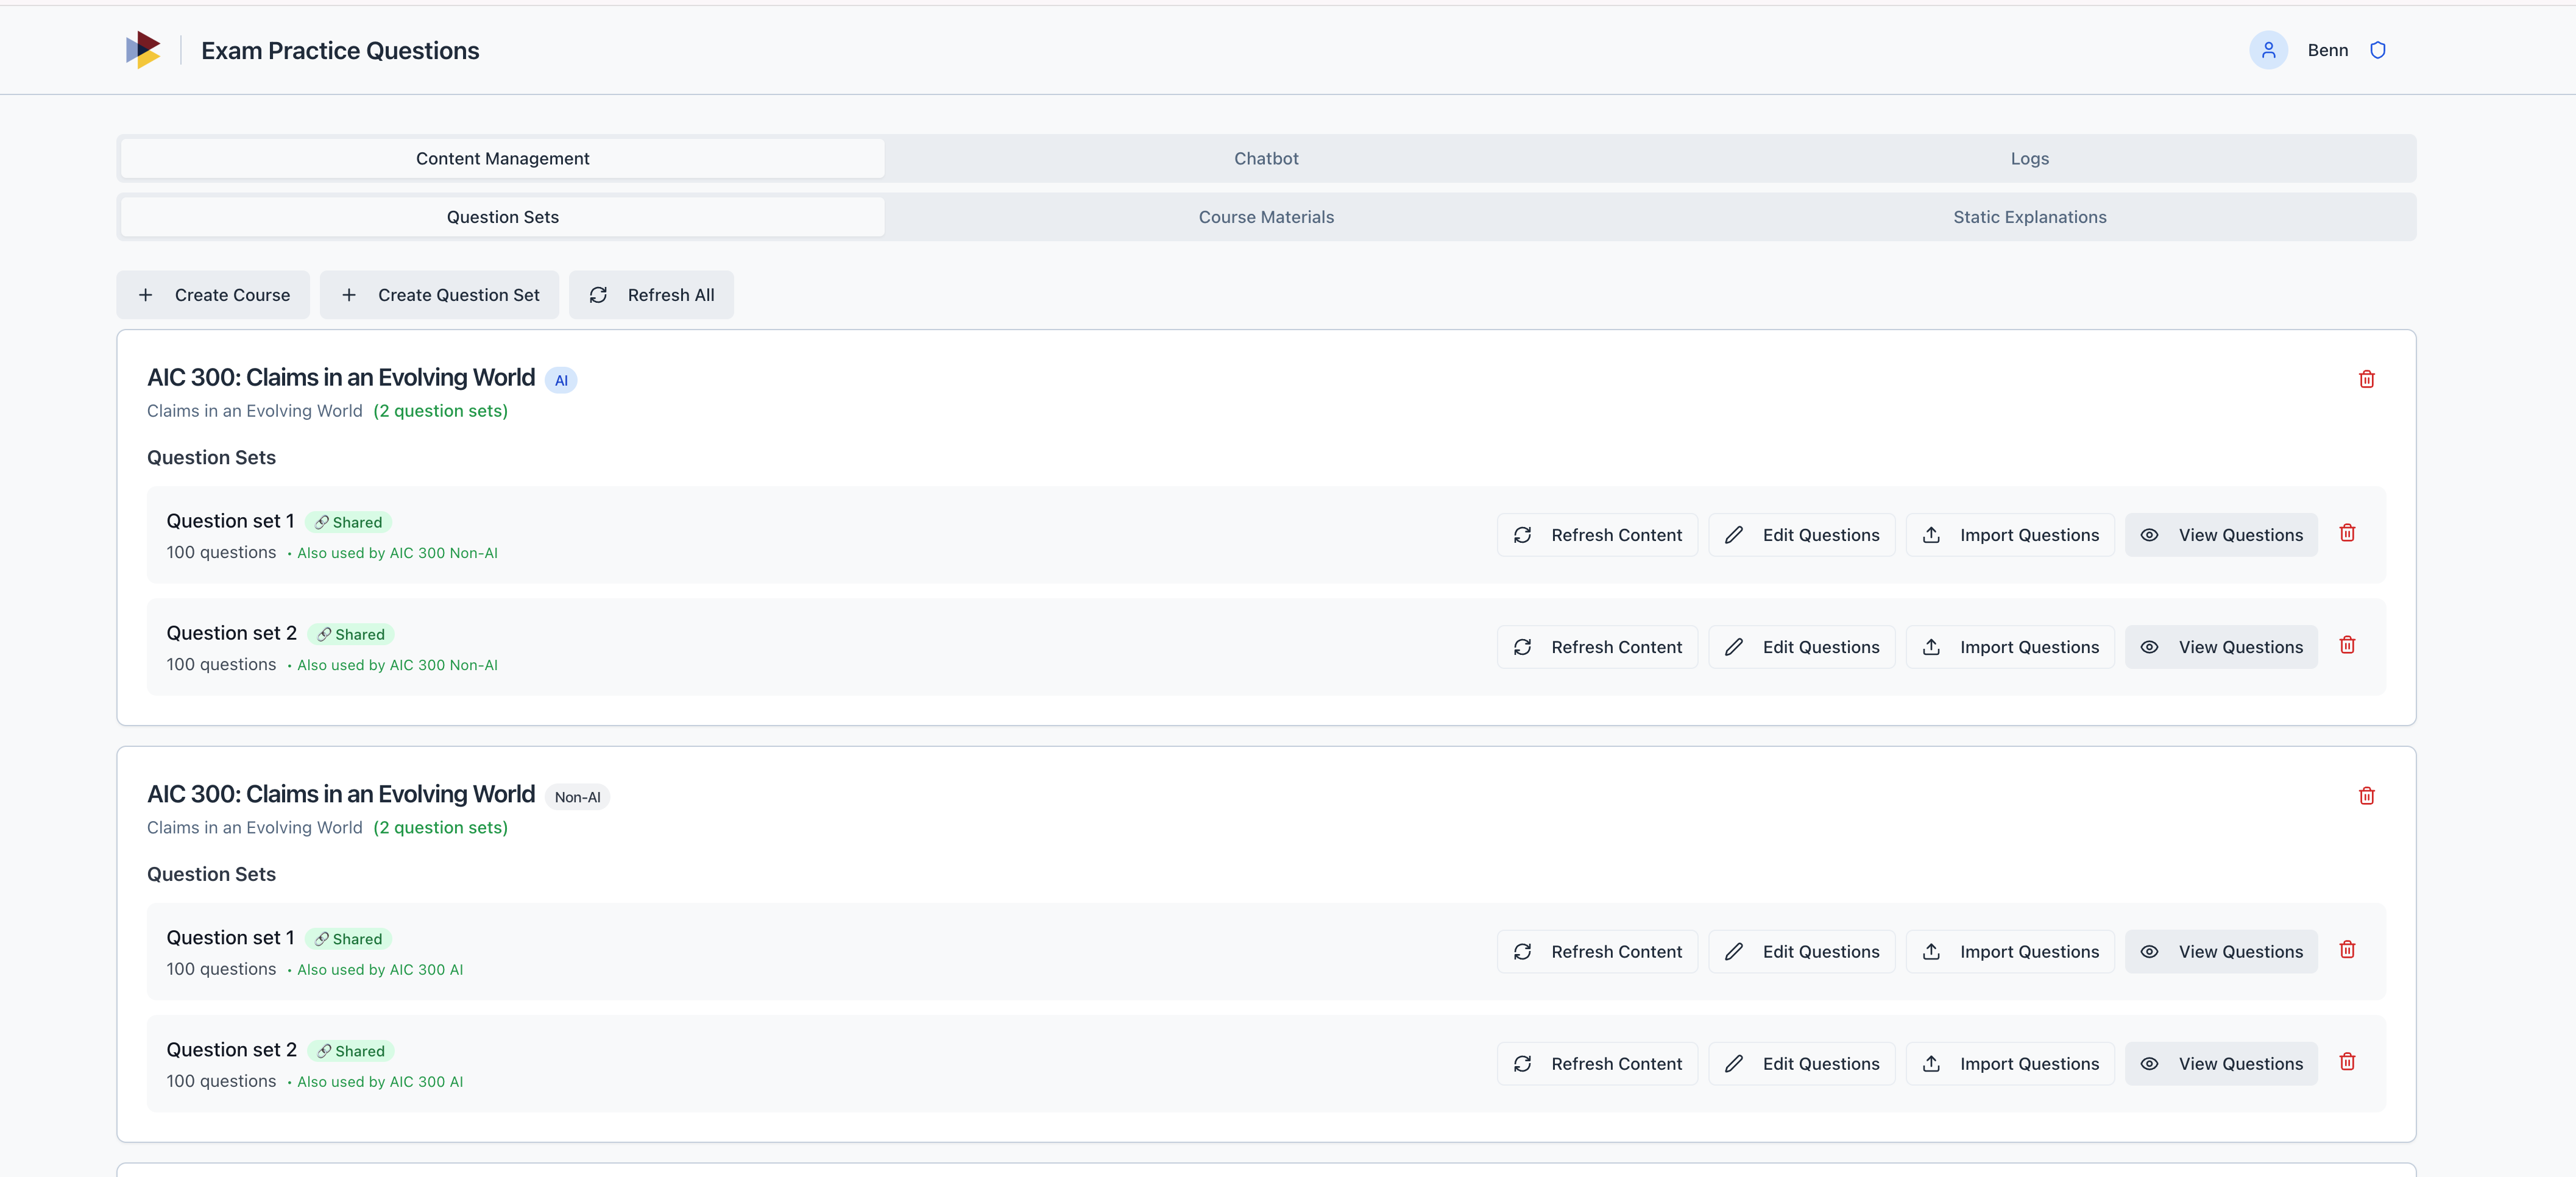 Exam Practice Questions
Benn
Content Management
Chatbot
Logs
Question Sets
Course Materials
Static Explanations
Create Course
Create Question Set
Refresh All
AIC 300: Claims in an Evolving World AI
Claims in an Evolving World (2 question sets)
Question Sets
Question set 1 Shared
100 questions • Also used by AIC 300 Non-AI
Refresh Content
Edit Questions
Import Questions
View Questions
Question set 2 Shared
100 questions • Also used by AIC 300 Non-AI
Refresh Content
Edit Questions
Import Questions
View Questions
AIC 300: Claims in an Evolving World Non-AI
Claims in an Evolving World (2 question sets)
Question Sets
Question set 1 Shared
100 questions • Also used by AIC 300 AI
Refresh Content
Edit Questions
Import Questions
View Questions
Question set 2 Shared
100 questions • Also used by AIC 300 AI
Refresh Content
Edit Questions
Import Questions
View Questions